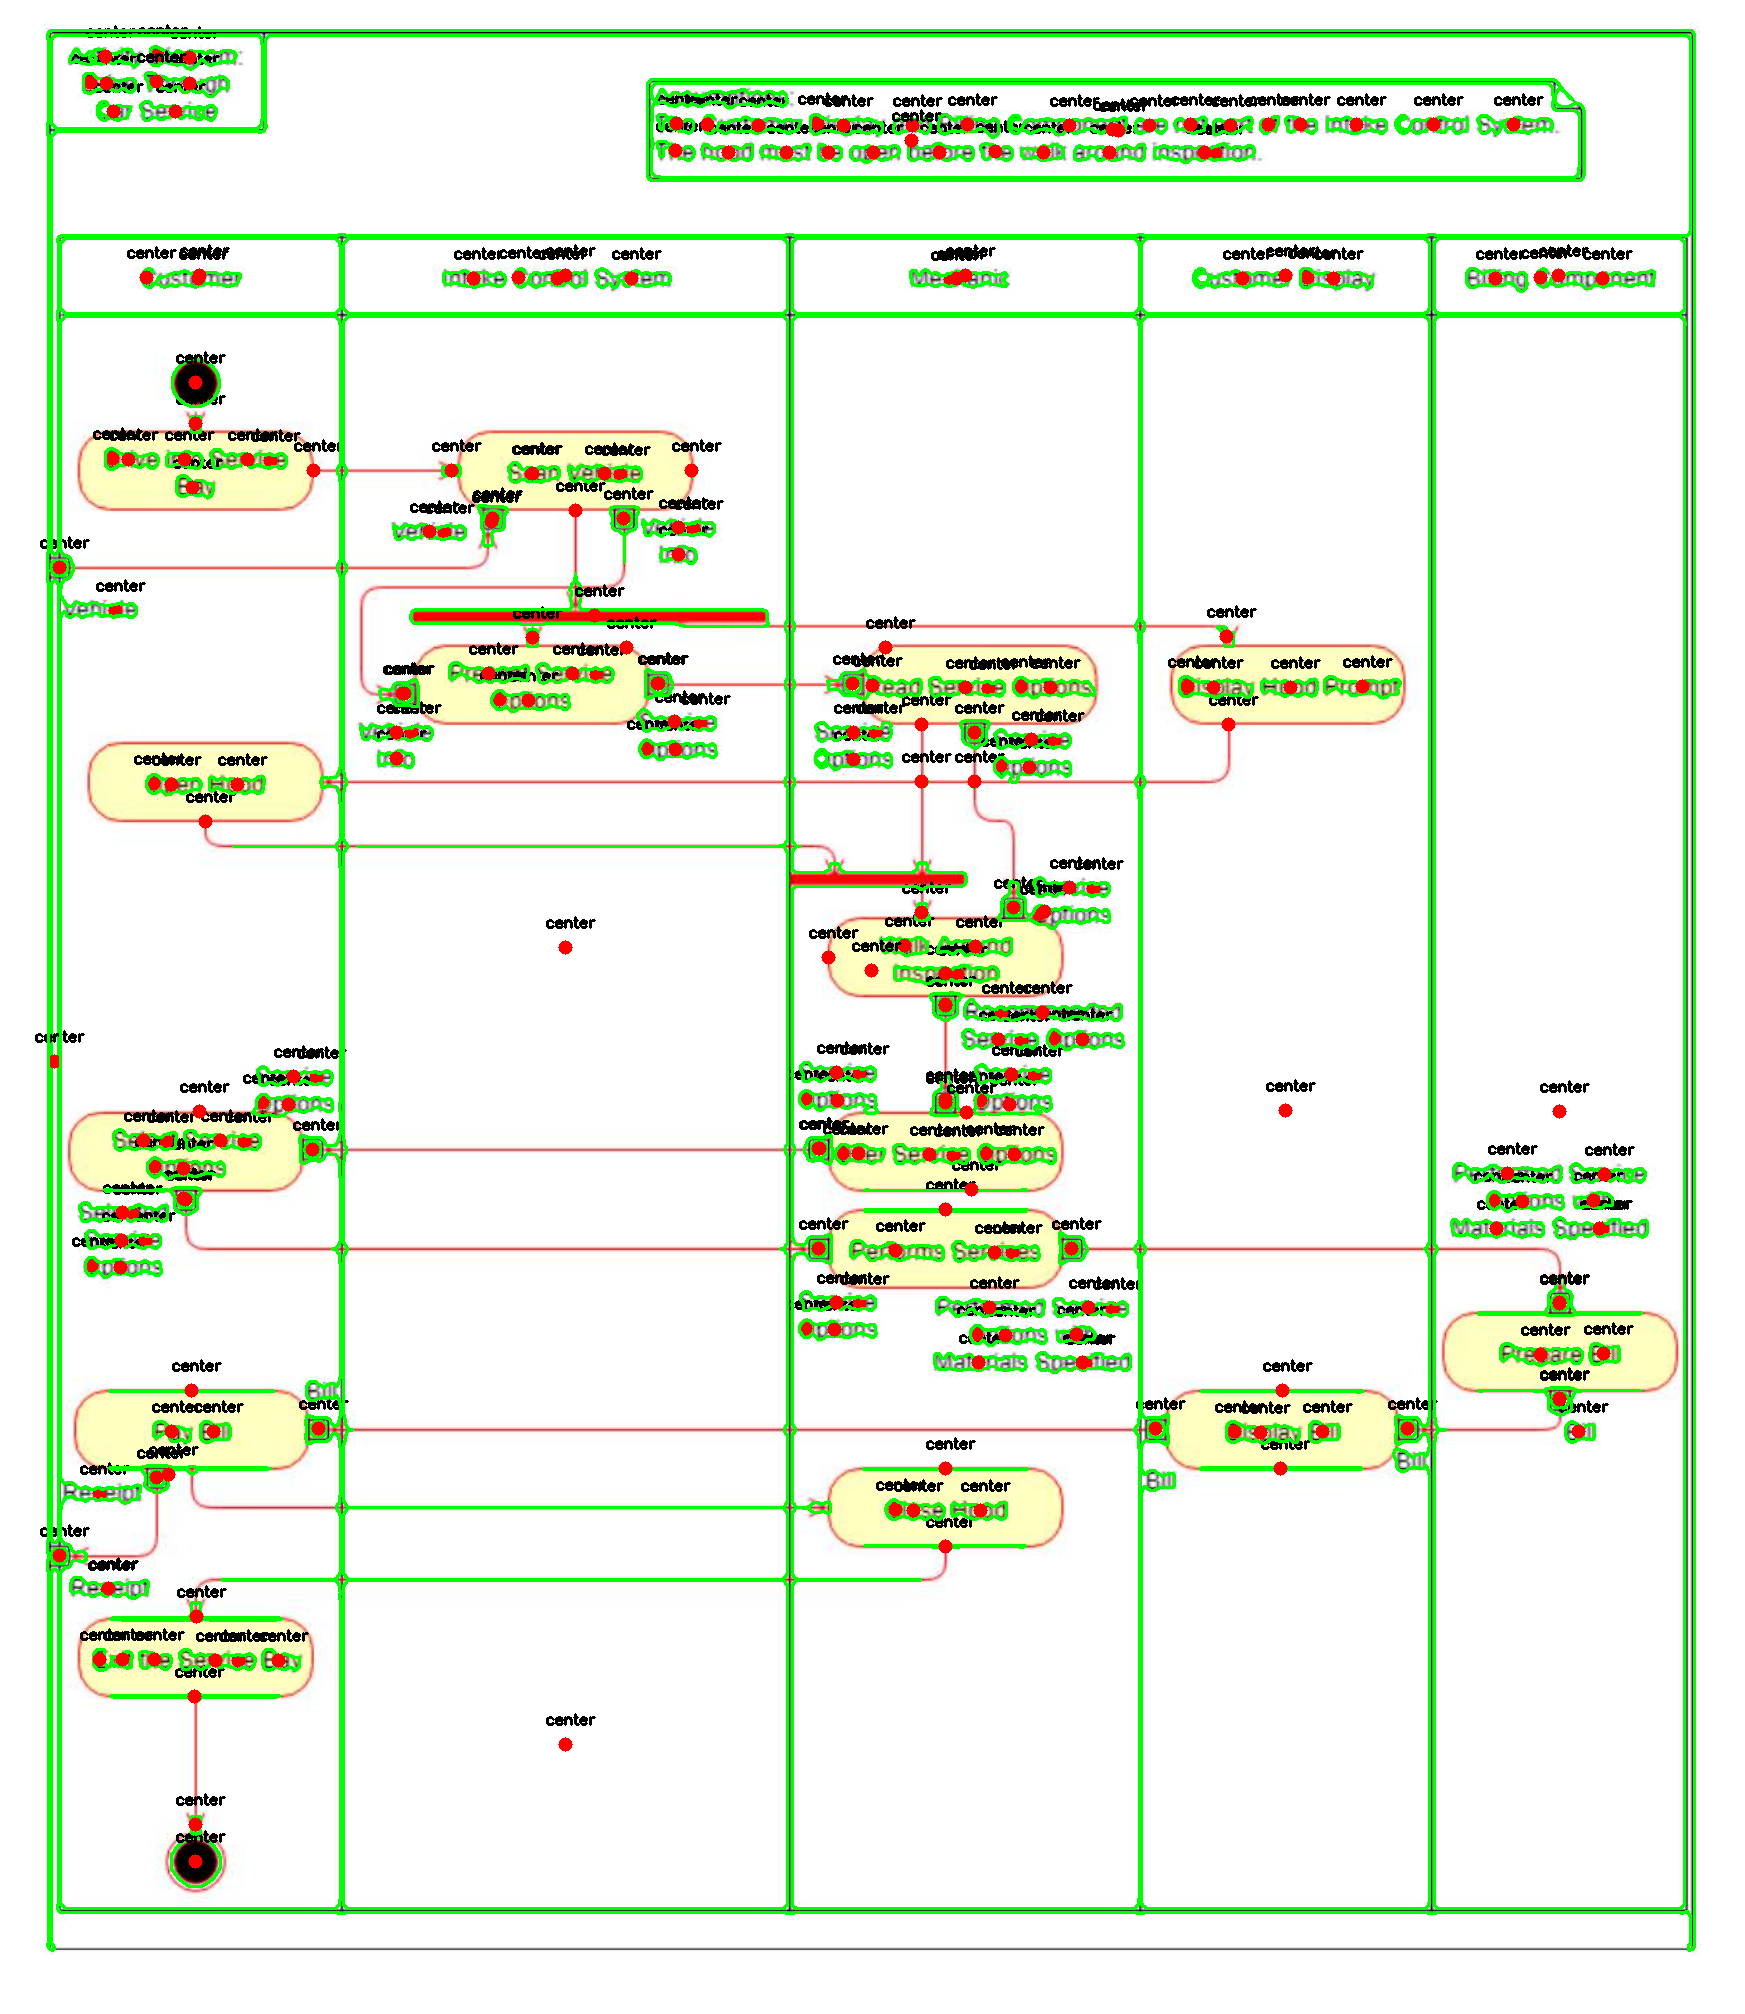 Activity Diagram:
Drive Through
Car Service
Assumptions:
The Customer Display and Billing Component are not part of the Intake Control System.
The hood must be open before the walk around inspection.
Customer
Intake Control System
Mechanic
Customer Display
Billing Component
center
Drive into Service
Bay
Scan Vehicle
Vehicle
Vehicle
Info
Vehicle
Present Service
Options
Read Service Options
Display Hood Prompt
Vehicle
Info
Service
Options
Service
Options
Service
Options
Open Hood
Service
Options
Walk Around
Inspection
Recommended
Service Options
Service
Options
Service
Options
Service
Options
Select Service
Options
Offer Service Options
Performed Service
Options with
Materials Specified
Selected
Service
Options
Performs Services
Service
Options
Performed Service
Options with
Materials Specified
Prepare Bill
Bill
Pay Bill
Display Bill
Bill
Bill
Bill
Receipt
Close Hood
Receipt
Exit the Service Bay